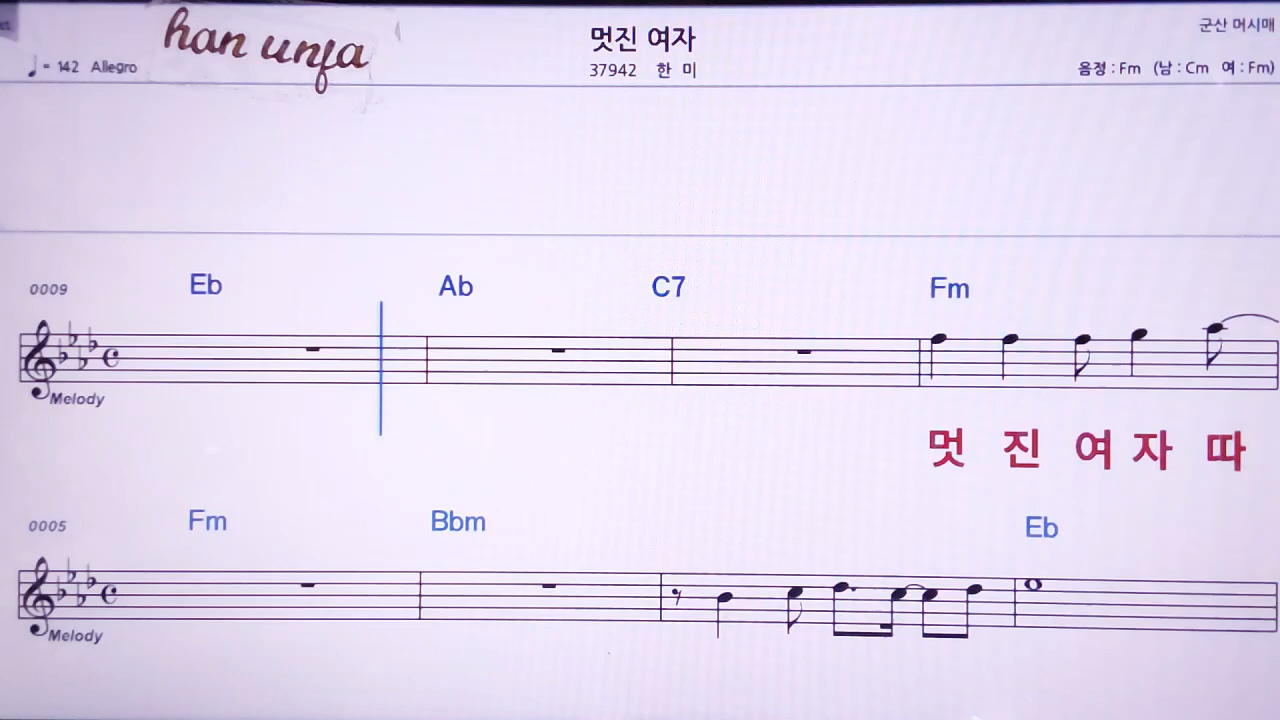 han unja
멋진 여자
군산 머시매
♩= 142 Allegro
37942 한 미
음정 : Fm (남 : Cm 여 : Fm)
0009 Eb Ab C7 Fm
Melody
멋 진 여 자 따
0005 Fm Bbm Eb
Melody